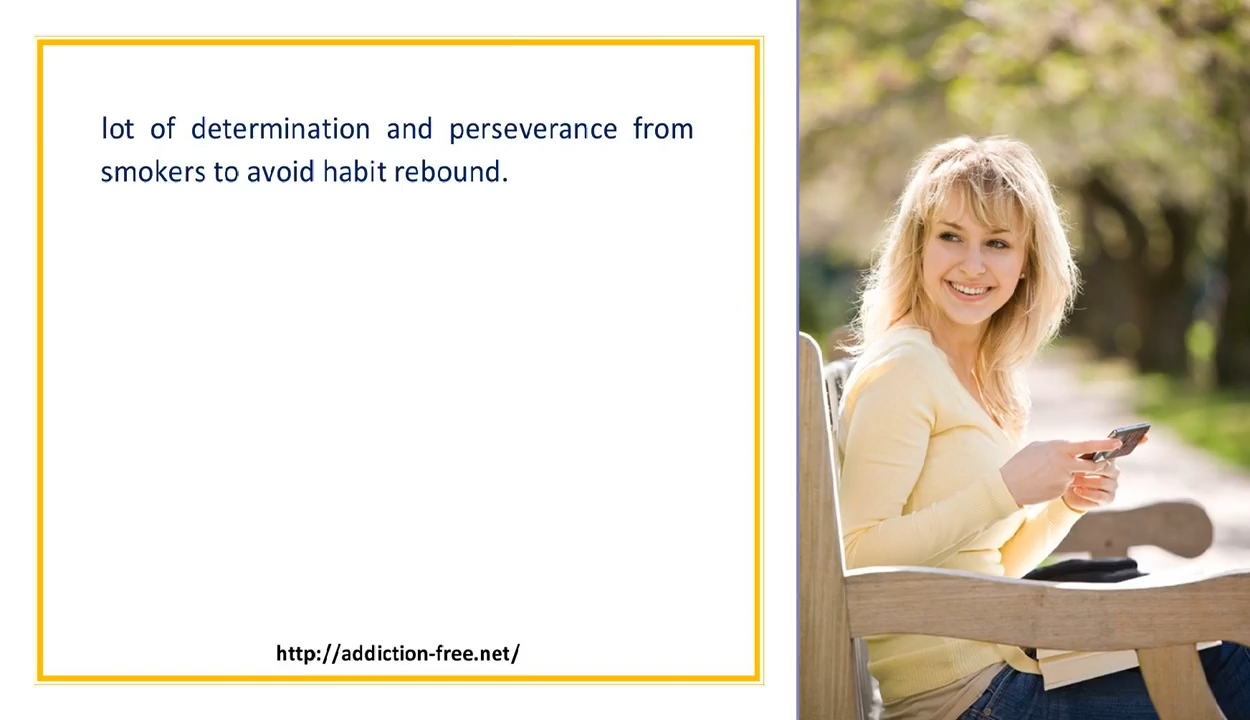 lot of determination and perseverance from
smokers to avoid habit rebound.
http://addiction-free.net/